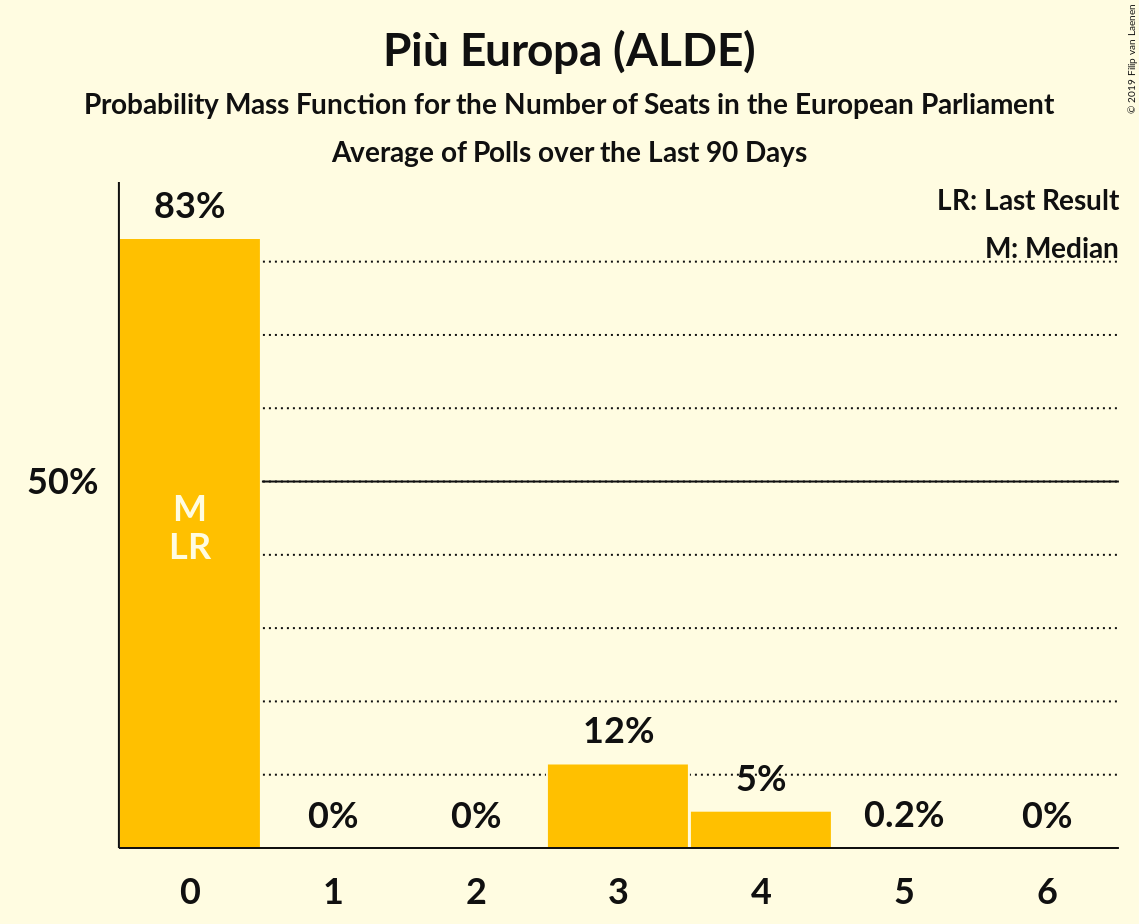 Più Europa (ALDE)
Probability Mass Function for the Number of Seats in the European Parliament
Average of Polls over the Last 90 Days
© 2019 Filip van Laenen
LR: Last Result
M: Median
83%
50%
M
LR
12%
5%
0%
0%
0.2%
0%
0
1
2
3
4
5
6